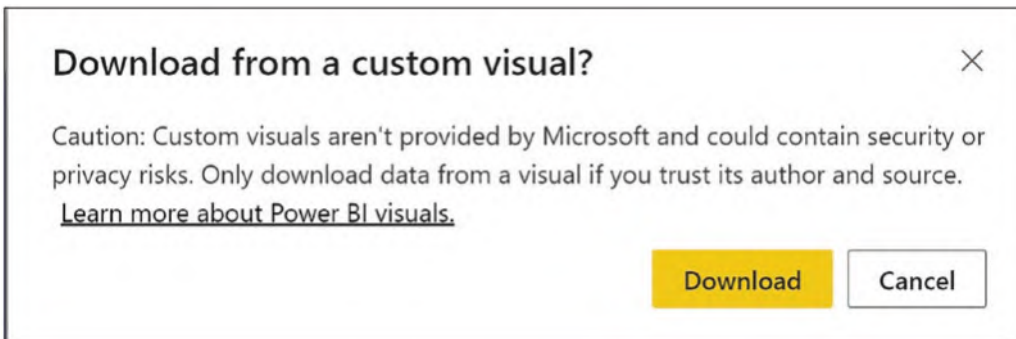 Download from a custom visual?
Caution: Custom visuals aren't provided by Microsoft and could contain security or
privacy risks. Only download data from a visual if you trust its author and source.
Learn more about Power BI visuals.
Download
Cancel